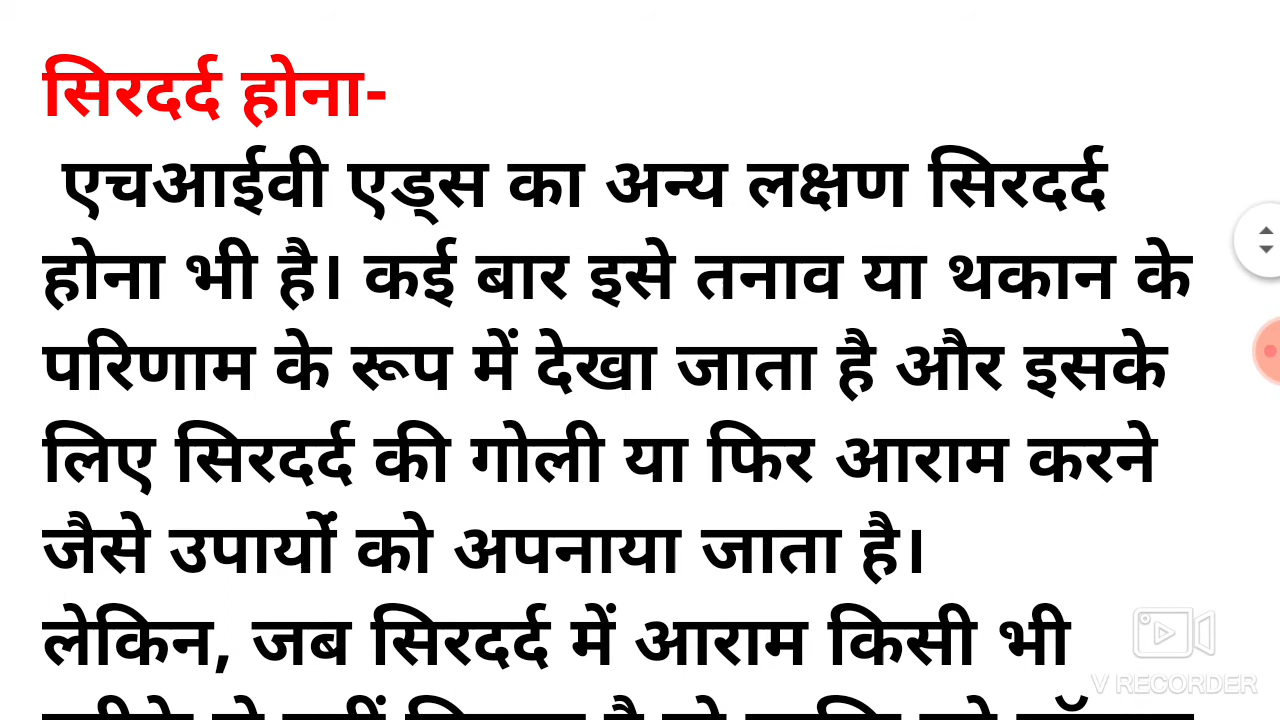 सिरदर्द होना-
एचआईवी एड्स का अन्य लक्षण सिरदर्द
होना भी है। कई बार इसे तनाव या थकान के
परिणाम के रूप में देखा जाता है और इसके
लिए सिरदर्द की गोली या फिर आराम करने
जैसे उपायों को अपनाया जाता है।
लेकिन, जब सिरदर्द में आराम किसी भी
V RECORDER